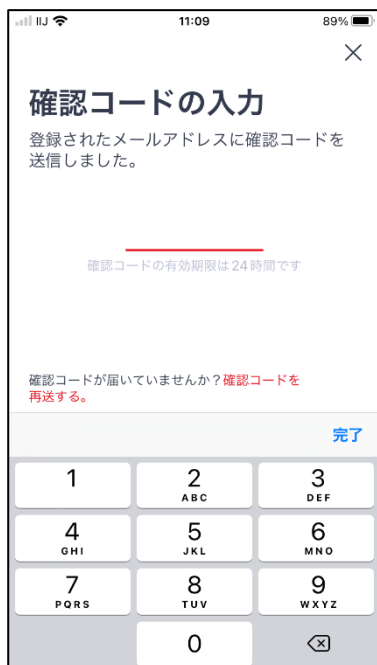 IIJ 11:09 89%
確認コードの入力
登録されたメールアドレスに確認コードを
送信しました。
確認コードの有効期限は24時間です
確認コードが届いていませんか？確認コードを
再送する。
完了
1 2 3
ABC DEF
4 5 6
GHI JKL MNO
7 8 9
PQRS TUV WXYZ
0